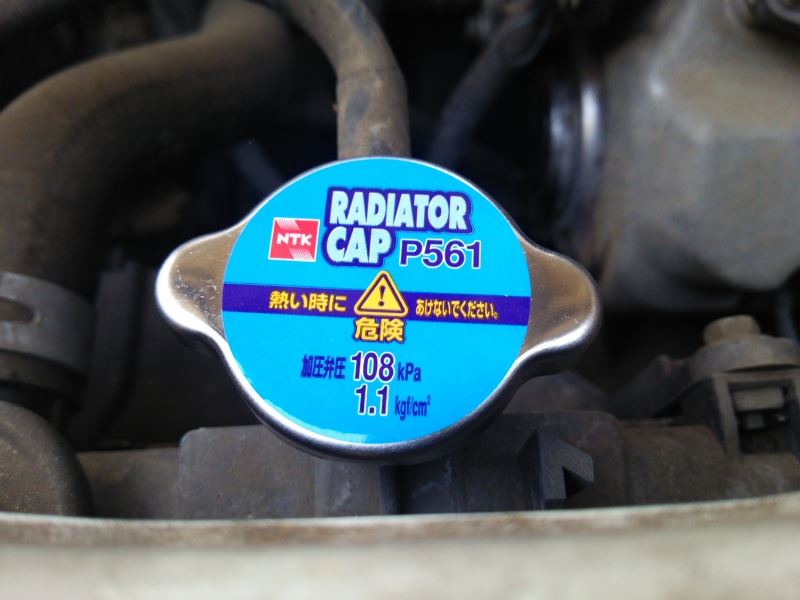 RADIATOR
NTK CAP P561
熱い時に あけないでください。
危険
加圧弁圧 108 kPa
1.1 kgf/cm²